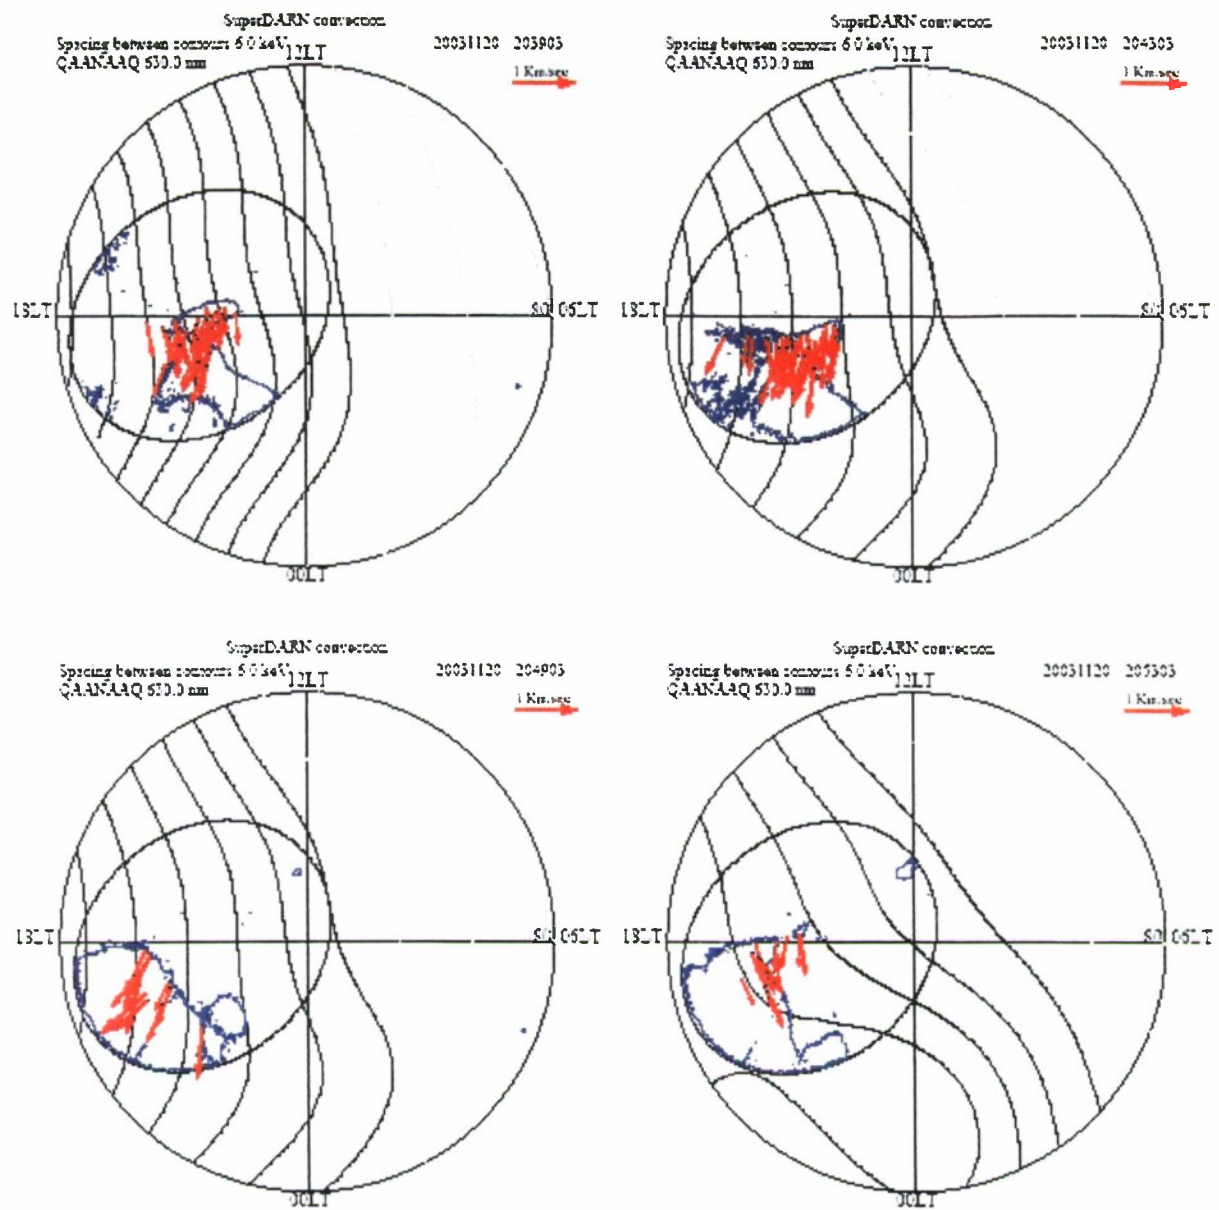 SuperDARN convection
Spacing between contours 6.0 keV
20031120 203903
QAANAAQ 630.0 nm
12LT
1 Km/sec
18LT
80 06LT
00LT
SuperDARN convection
Spacing between contours 6.0 keV
20031120 204303
QAANAAQ 630.0 nm
12LT
1 Km/sec
18LT
80 06LT
00LT
SuperDARN convection
Spacing between contours 6.0 keV
20031120 204903
QAANAAQ 630.0 nm
12LT
1 Km/sec
18LT
80 06LT
00LT
SuperDARN convection
Spacing between contours 6.0 keV
20031120 205303
QAANAAQ 630.0 nm
12LT
1 Km/sec
18LT
80 06LT
00LT